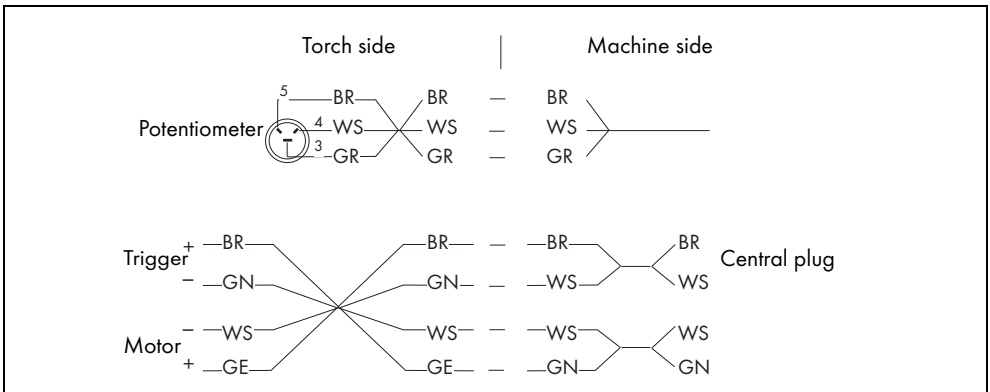 Torch side | Machine side
5 BR BR – BR
Potentiometer 4 WS WS – WS
3 GR GR – GR
Trigger + BR BR – BR BR Central plug
– GN GN – WS WS
Motor – WS WS – WS WS
+ GE GE – GN GN